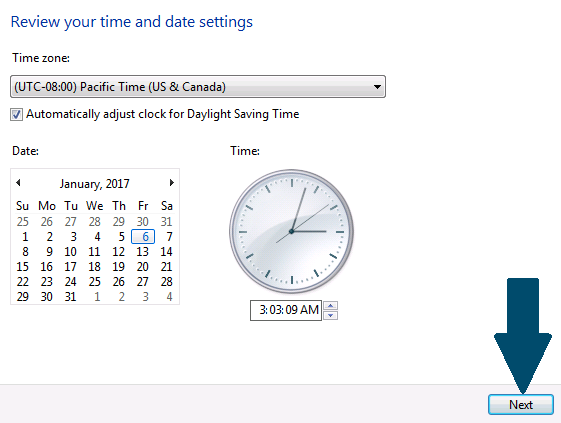 Review your time and date settings
Time zone:
(UTC-08:00) Pacific Time (US & Canada)
Automatically adjust clock for Daylight Saving Time
Date:
Time:
January, 2017
Su Mo Tu We Th Fr Sa
25 26 27 28 29 30 31
1 2 3 4 5 6 7
8 9 10 11 12 13 14
15 16 17 18 19 20 21
22 23 24 25 26 27 28
29 30 31 1 2 3 4
3:03:09 AM
Next